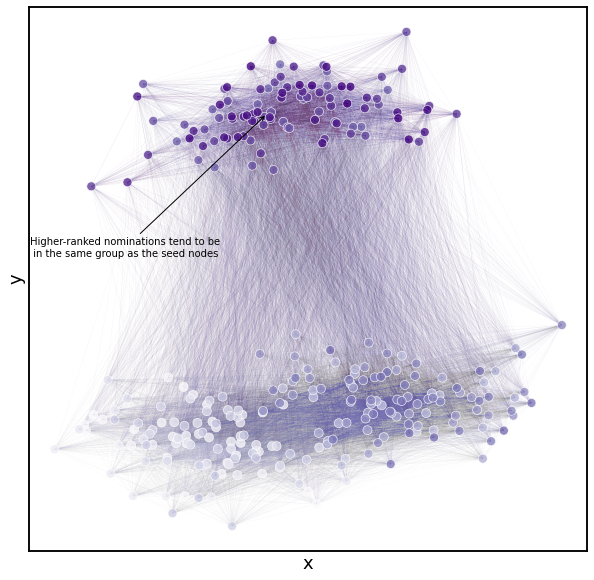 Higher-ranked nominations tend to be
in the same group as the seed nodes
y
x